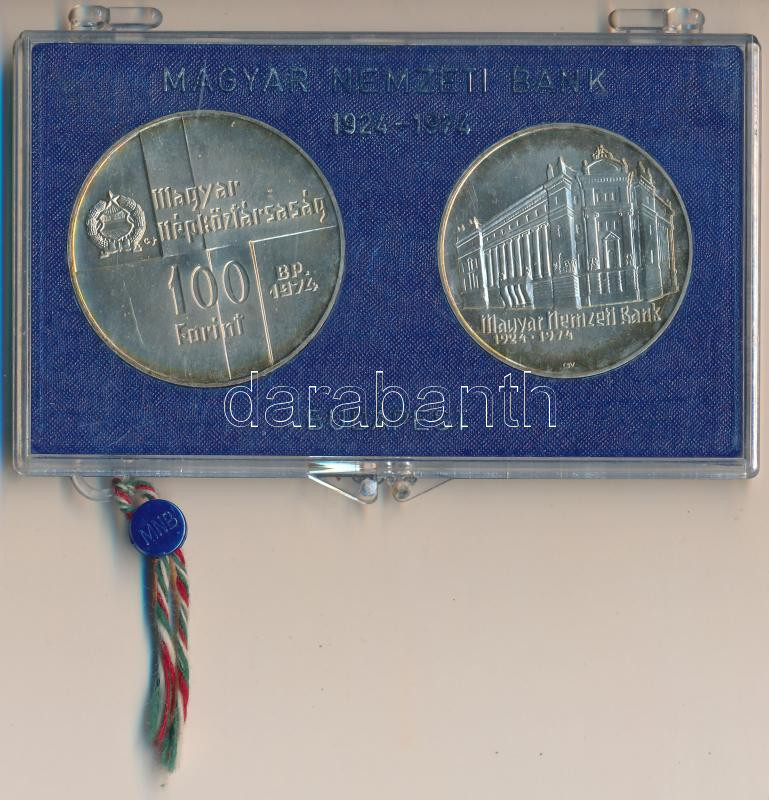 MAGYAR NEMZETI BANK
1924-1974
Magyar
Népköztársaság
100
Forint
BP.
1974
Magyar Nemzeti Bank
1924·1974
darabanth
MNB